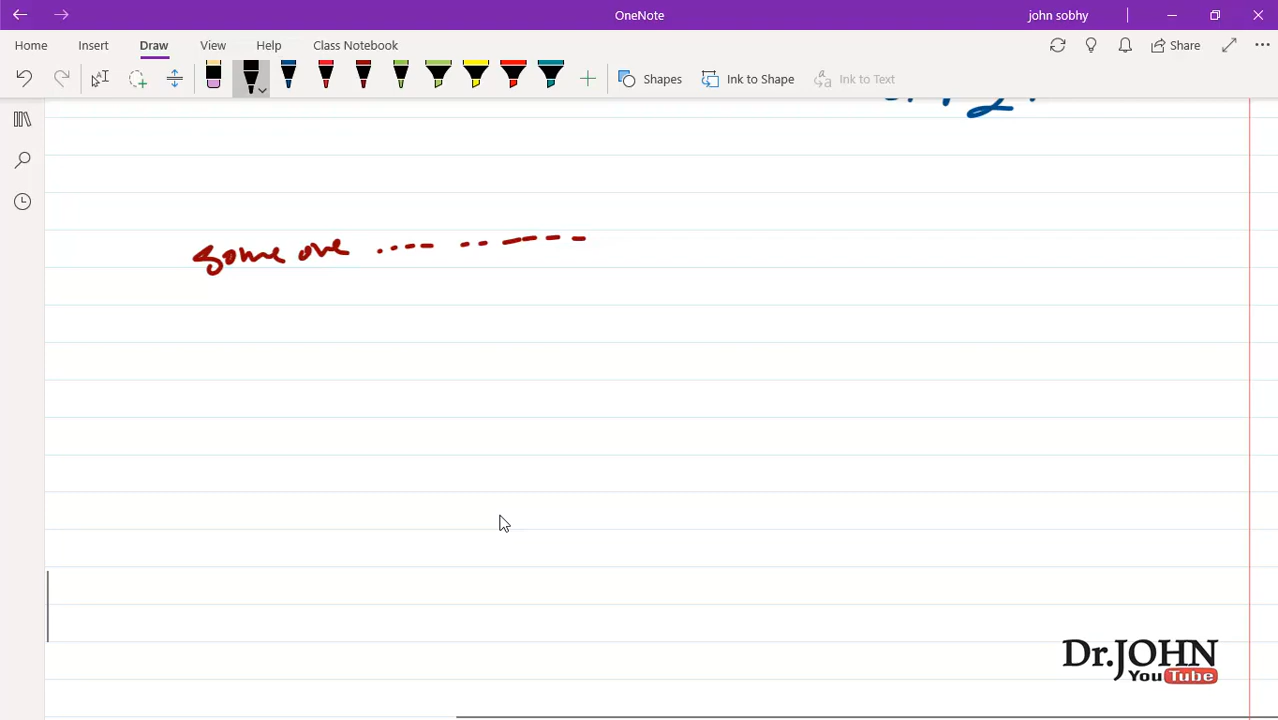 OneNote
john sobhy
Home Insert Draw View Help Class Notebook
Share
Shapes Ink to Shape Ink to Text
some one .... .. -----
Dr.JOHN
YouTube